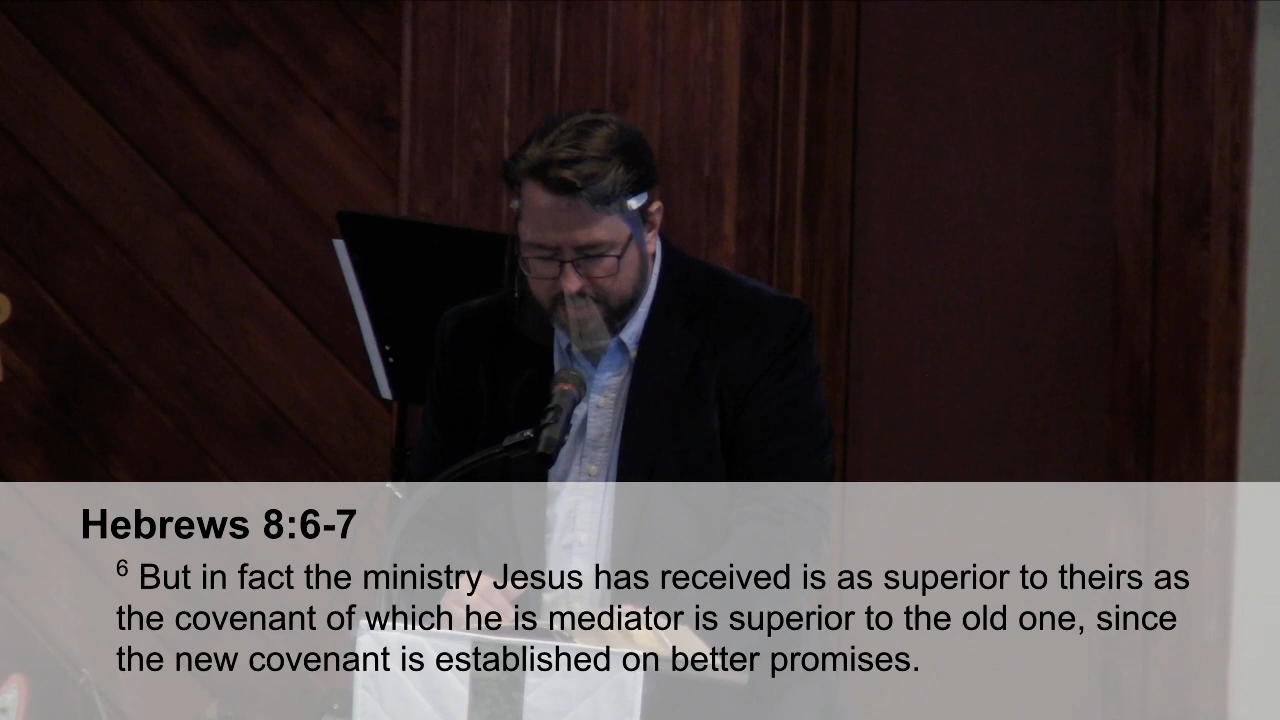 Hebrews 8:6-7
6 But in fact the ministry Jesus has received is as superior to theirs as
the covenant of which he is mediator is superior to the old one, since
the new covenant is established on better promises.